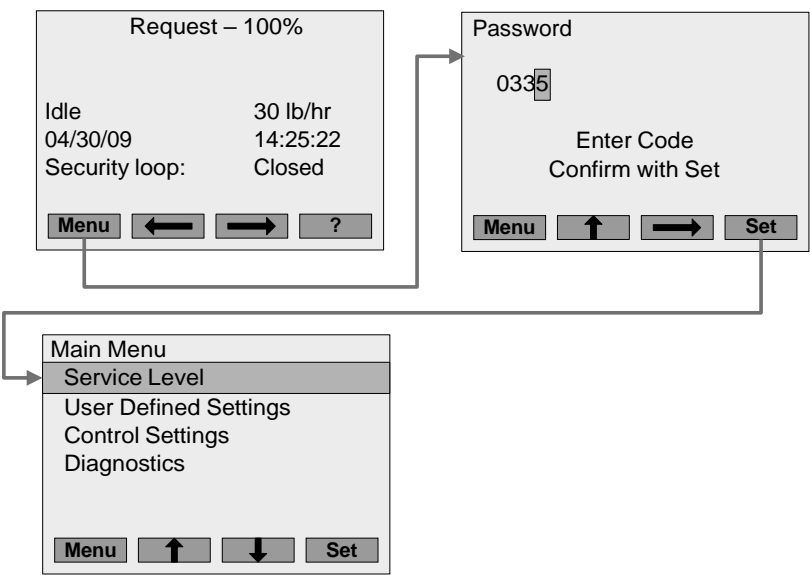 Request – 100%
Idle 30 lb/hr
04/30/09 14:25:22
Security loop: Closed
Menu ?
Password
0335
Enter Code
Confirm with Set
Menu Set
Main Menu
Service Level
User Defined Settings
Control Settings
Diagnostics
Menu Set